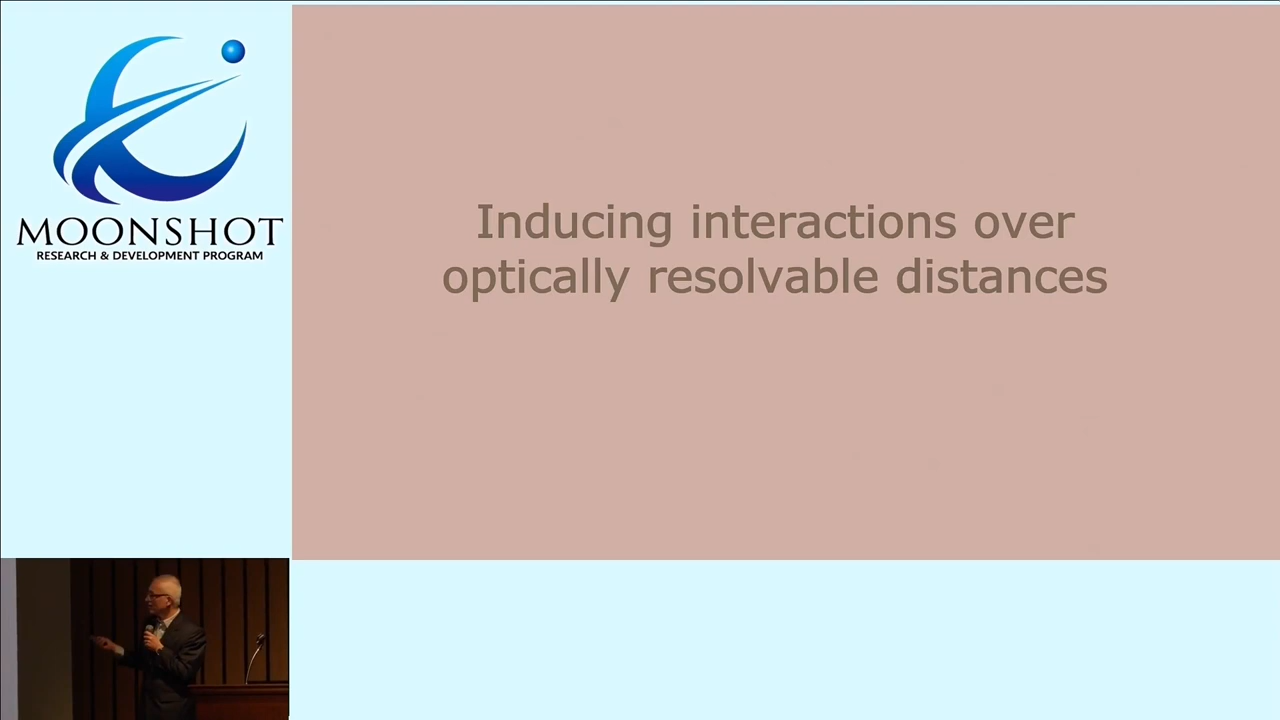 MOONSHOT
RESEARCH & DEVELOPMENT PROGRAM
Inducing interactions over
optically resolvable distances